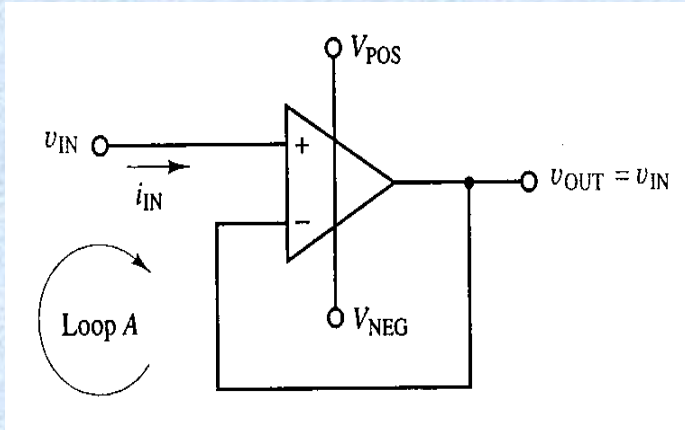 V_POS
v_IN
+
i_IN
v_OUT = v_IN
−
Loop A
V_NEG